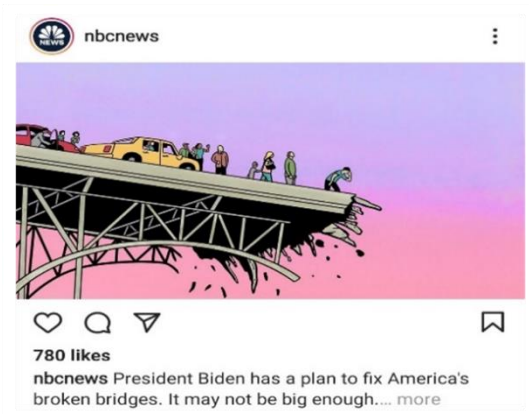 NEWS
nbcnews
780 likes
nbcnews President Biden has a plan to fix America's
broken bridges. It may not be big enough.... more